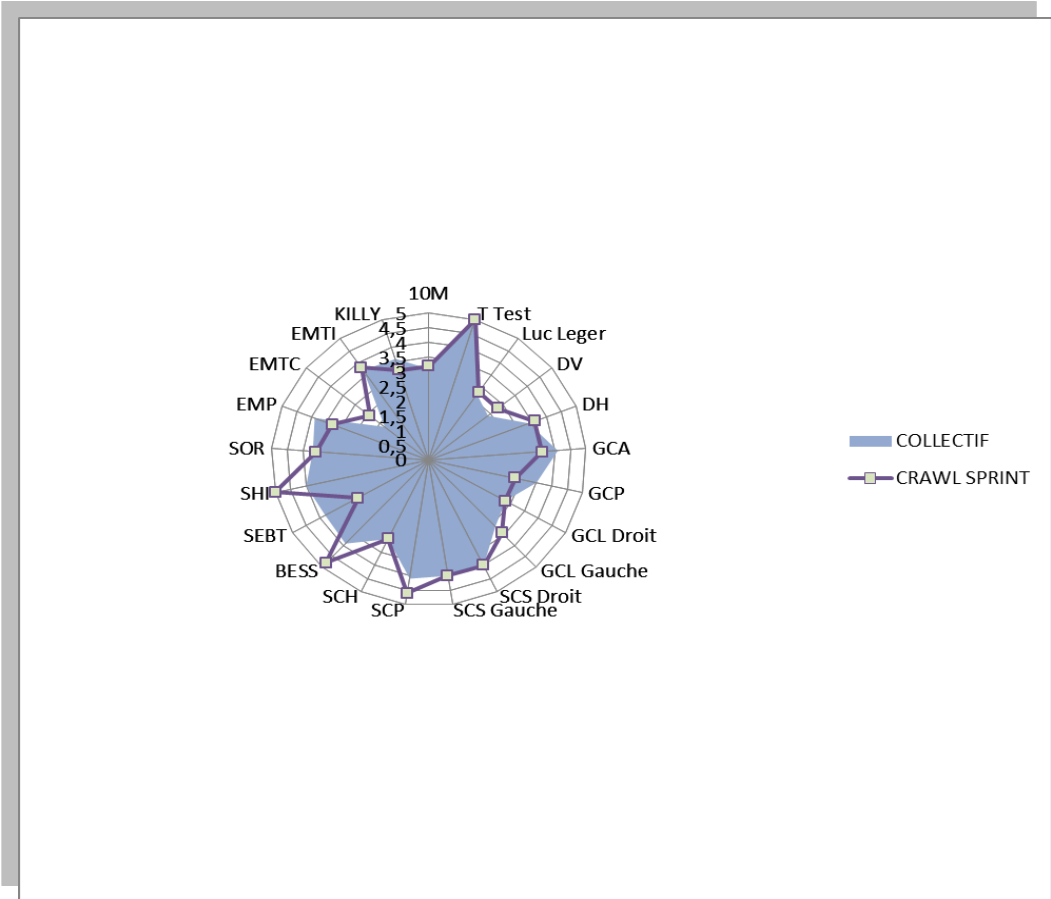 10M
KILLY
T Test
EMTI
Luc Leger
EMTC
DV
EMP
DH
SOR
GCA
SHI
GCP
SEBT
GCL Droit
BESS
GCL Gauche
SCH
SCS Droit
SCP
SCS Gauche
5
4,5
4
3,5
3
2,5
2
1,5
1
0,5
0
COLLECTIF
CRAWL SPRINT